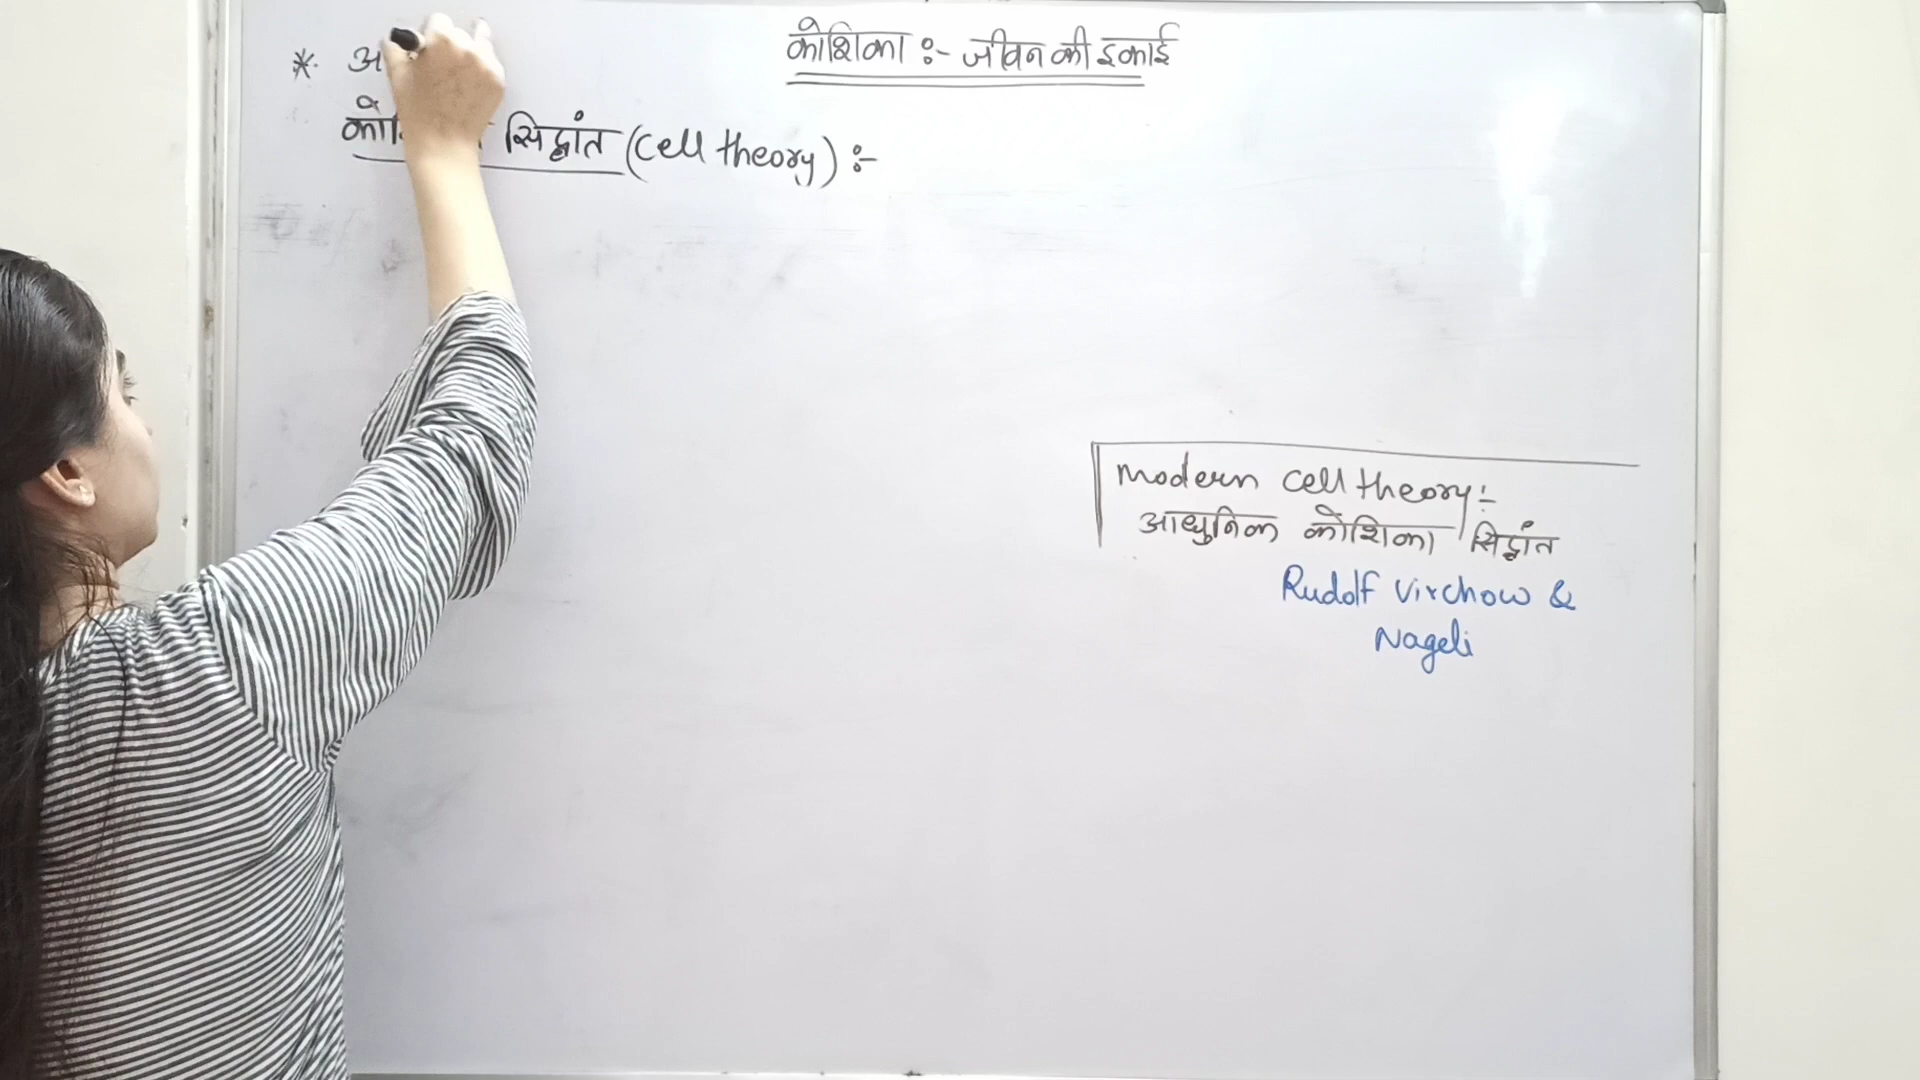 कोशिका :- जीवन की इकाई
*
सिद्धांत (Cell theory) :-
Modern Cell theory :-
आधुनिक कोशिका सिद्धांत
Rudolf Virchow &
Nageli